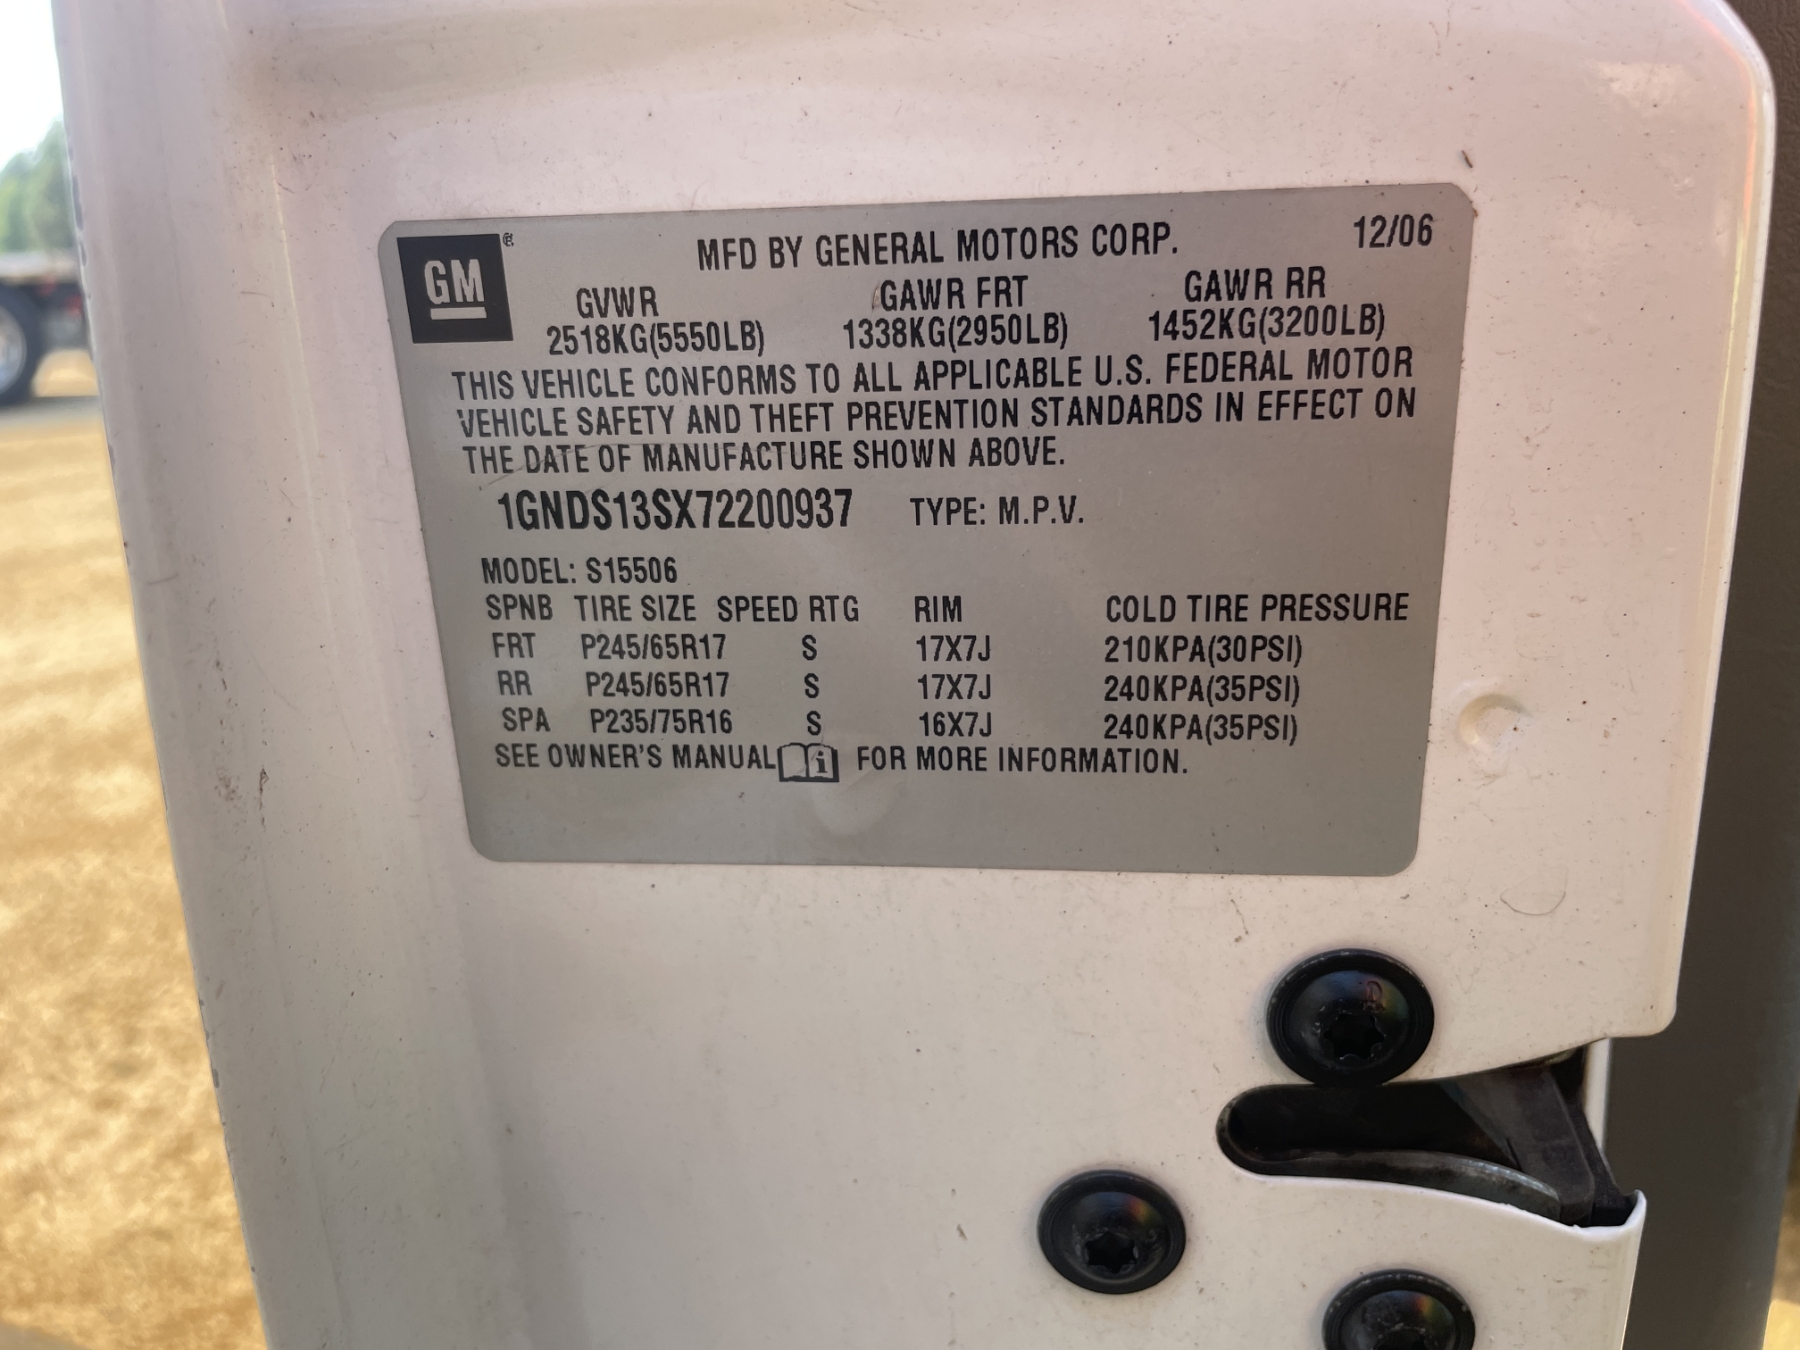 GM
MFD BY GENERAL MOTORS CORP. 12/06
GVWR GAWR FRT GAWR RR
2518KG(5550LB) 1338KG(2950LB) 1452KG(3200LB)
THIS VEHICLE CONFORMS TO ALL APPLICABLE U.S. FEDERAL MOTOR
VEHICLE SAFETY AND THEFT PREVENTION STANDARDS IN EFFECT ON
THE DATE OF MANUFACTURE SHOWN ABOVE.
1GNDS13SX72200937 TYPE: M.P.V.
MODEL: S15506
SPNB TIRE SIZE SPEED RTG RIM COLD TIRE PRESSURE
FRT P245/65R17 S 17X7J 210KPA(30PSI)
RR P245/65R17 S 17X7J 240KPA(35PSI)
SPA P235/75R16 S 16X7J 240KPA(35PSI)
SEE OWNER'S MANUAL i FOR MORE INFORMATION.